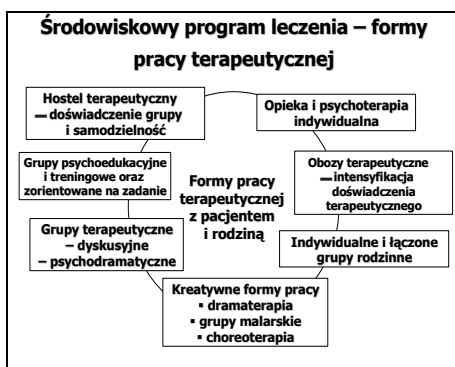 Środowiskowy program leczenia – formy
pracy terapeutycznej
Hostel terapeutyczny
– doświadczenie grupy
i samodzielność
Opieka i psychoterapia
indywidualna
Grupy psychoedukacyjne
i treningowe oraz
zorientowane na zadanie
Formy pracy
terapeutycznej
z pacjentem
i rodziną
Obozy terapeutyczne
– intensyfikacja
doświadczenia
terapeutycznego
Grupy terapeutyczne
– dyskusyjne
– psychodramatyczne
Indywidualne i łączone
grupy rodzinne
Kreatywne formy pracy
▪ dramaterapia
▪ grupy malarskie
▪ choreoterapia